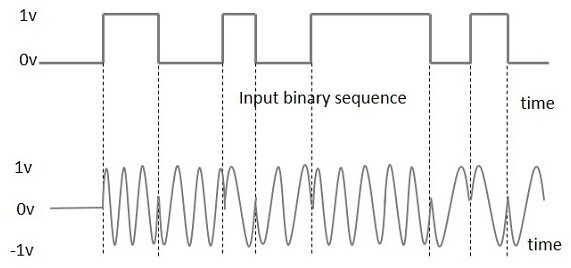 1v
0v
Input binary sequence
time
1v
0v
-1v
time